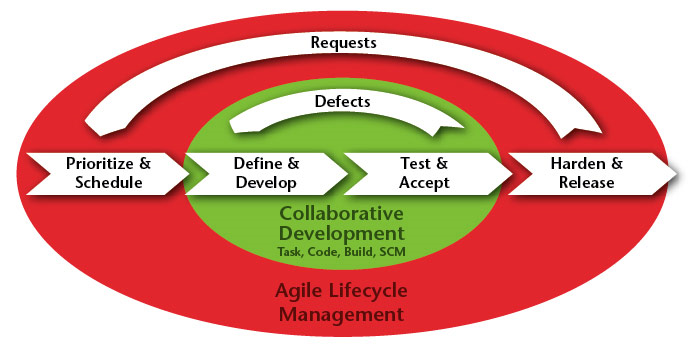 Requests
Defects
Prioritize &
Schedule
Define &
Develop
Test &
Accept
Harden &
Release
Collaborative
Development
Task, Code, Build, SCM
Agile Lifecycle
Management